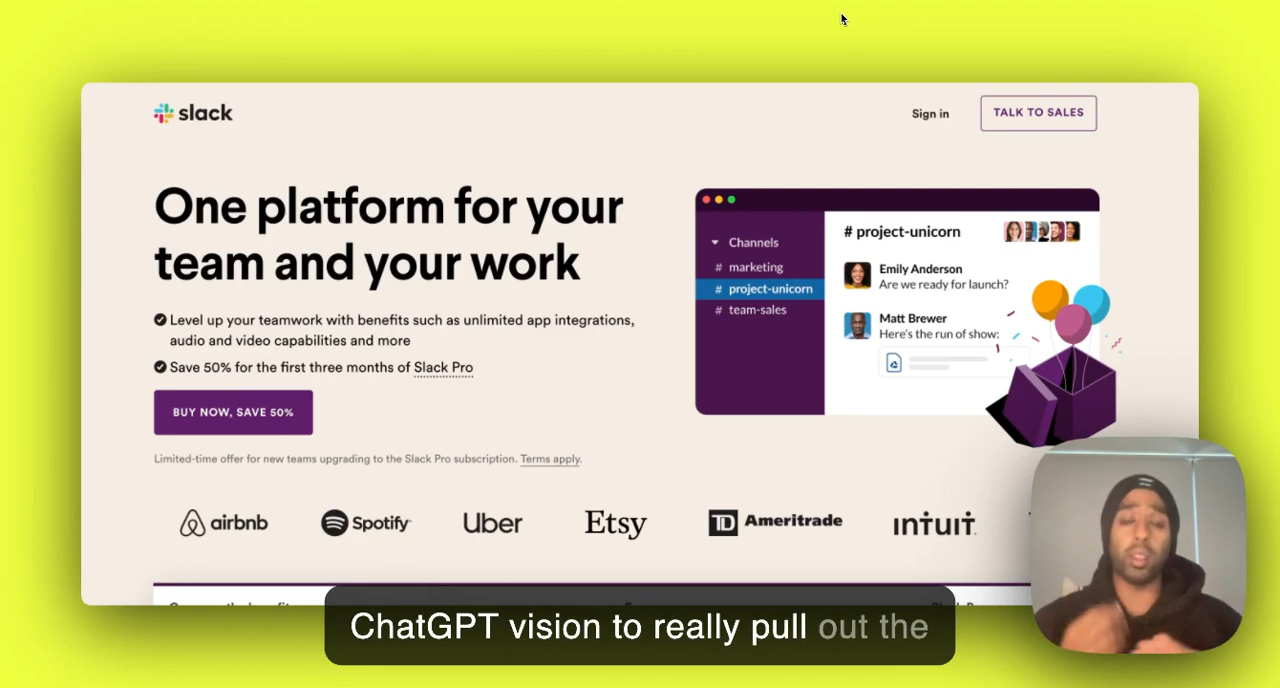 slack
Sign in
TALK TO SALES
One platform for your
team and your work
Level up your teamwork with benefits such as unlimited app integrations,
audio and video capabilities and more
Save 50% for the first three months of Slack Pro
BUY NOW, SAVE 50%
Limited-time offer for new teams upgrading to the Slack Pro subscription. Terms apply.
Channels
# marketing
# project-unicorn
# team-sales
# project-unicorn
Emily Anderson
Are we ready for launch?
Matt Brewer
Here's the run of show:
airbnb
Spotify
Uber
Etsy
TD Ameritrade
intuit
ChatGPT vision to really pull out the